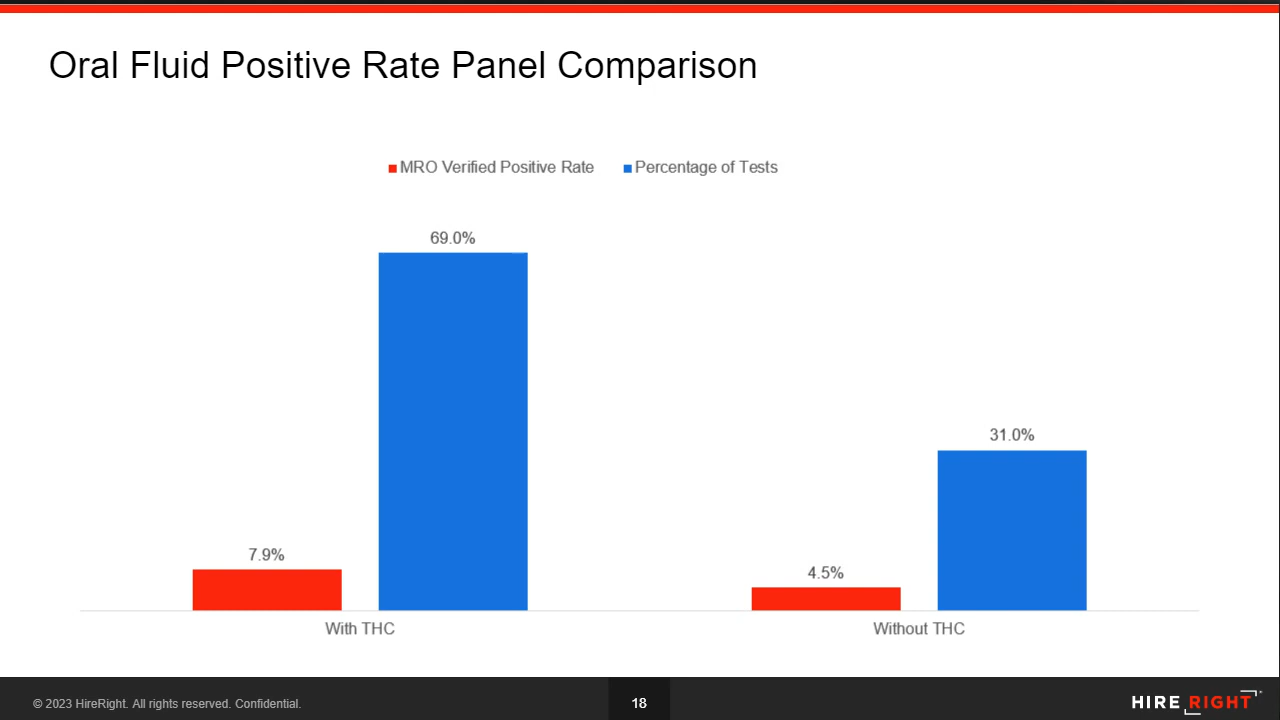 Oral Fluid Positive Rate Panel Comparison
MRO Verified Positive Rate Percentage of Tests
69.0%
31.0%
7.9%
4.5%
With THC Without THC
© 2023 HireRight. All rights reserved. Confidential.
18
HIRE RIGHT